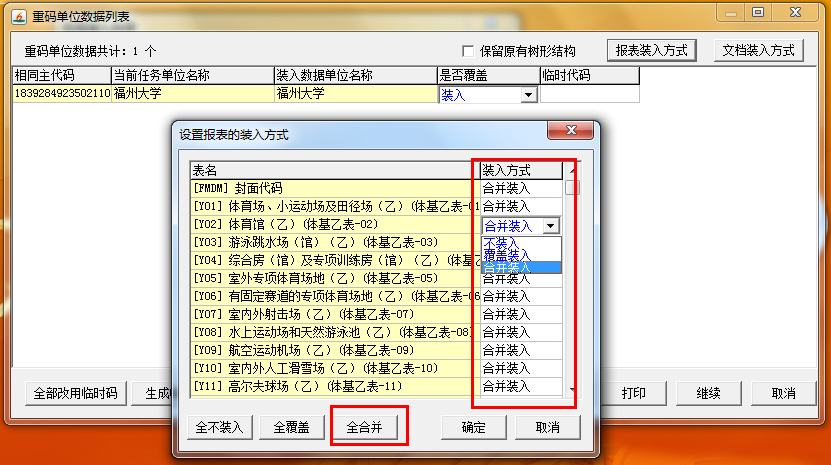 重码单位数据列表
重码单位数据共计：1 个
保留原有树形结构
报表装入方式
文档装入方式
相同主代码 当前任务单位名称 装入数据单位名称 是否覆盖 临时代码
1839284923502110 福州大学 福州大学 装入
设置报表的装入方式
表名 装入方式
[FMDM] 封面代码 合并装入
[Y01] 体育场、小运动场及田径场（乙）(体基乙表-01 合并装入
[Y02] 体育馆（乙）(体基乙表-02) 合并装入
不装入
覆盖装入
合并装入
[Y03] 游泳跳水场（馆）（乙）(体基乙表-03)
[Y04] 综合房（馆）及专项训练房（馆）（乙）(体基乙
[Y05] 室外专项体育场地（乙）(体基乙表-05) 合并装入
[Y06] 有固定赛道的专项体育场地（乙）(体基乙表-06 合并装入
[Y07] 室内外射击场（乙）(体基乙表-07) 合并装入
[Y08] 水上运动场和天然游泳池（乙）(体基乙表-08) 合并装入
[Y09] 航空运动机场（乙）(体基乙表-09) 合并装入
[Y10] 室内外人工滑雪场（乙）(体基乙表-10) 合并装入
[Y11] 高尔夫球场（乙）(体基乙表-11) 合并装入
全不装入 全覆盖 全合并 确定 取消
全部改用临时码 生成 打印 继续 取消